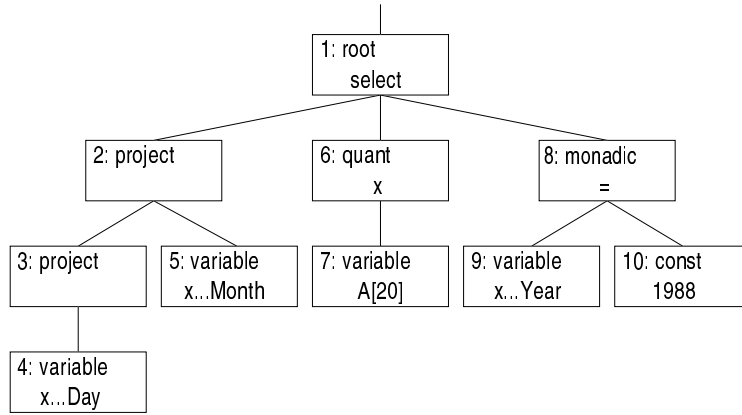 1: root
select
2: project
6: quant
x
8: monadic
=
3: project
5: variable
x...Month
7: variable
A[20]
9: variable
x...Year
10: const
1988
4: variable
x...Day